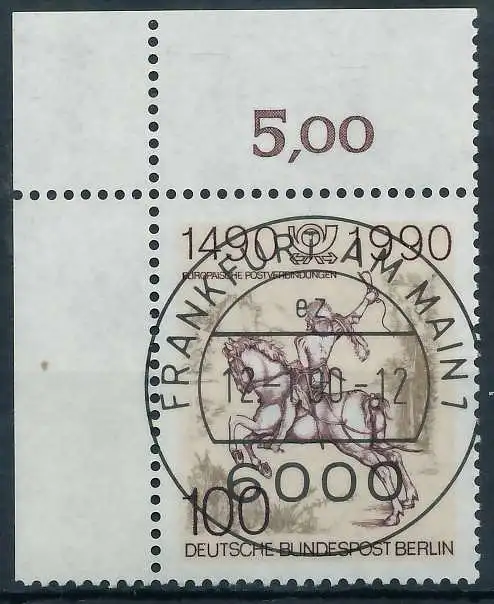 5,00
1490 1990
EUROPÄISCHE POSTVERBINDUNGEN
FRANKFURT AM MAIN 1
ez
12-1.90-12
6000
100
DEUTSCHE BUNDESPOST BERLIN